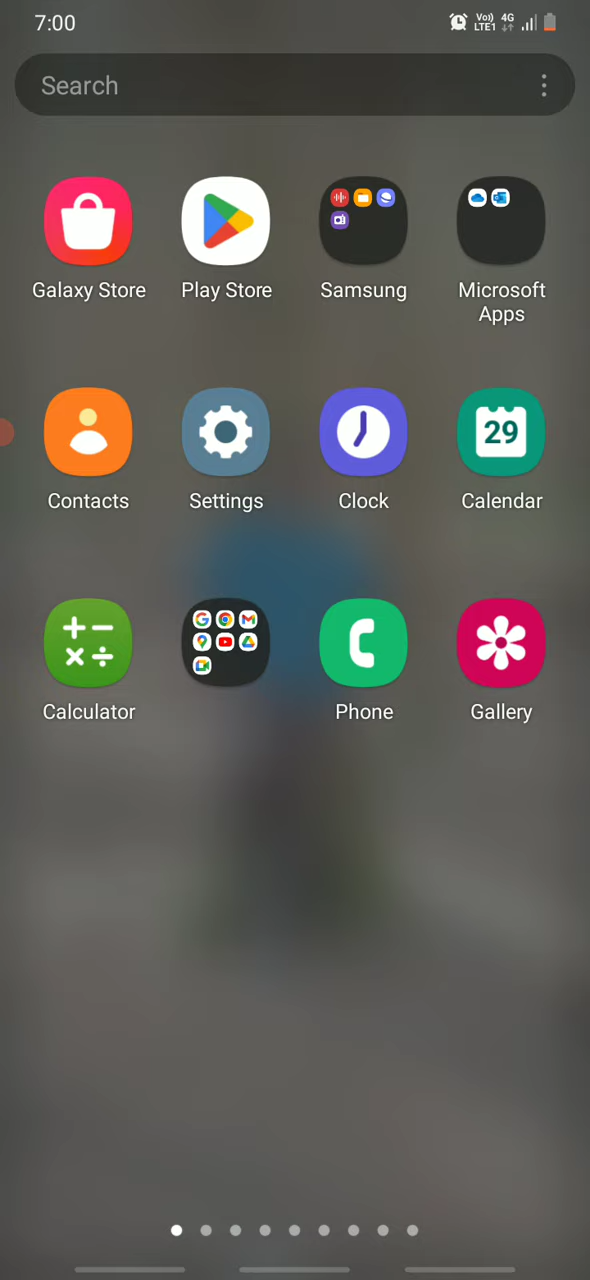 7:00
Vo)) 4G
LTE1
Search
Galaxy Store
Play Store
Samsung
Microsoft
Apps
29
Contacts
Settings
Clock
Calendar
Calculator
Phone
Gallery